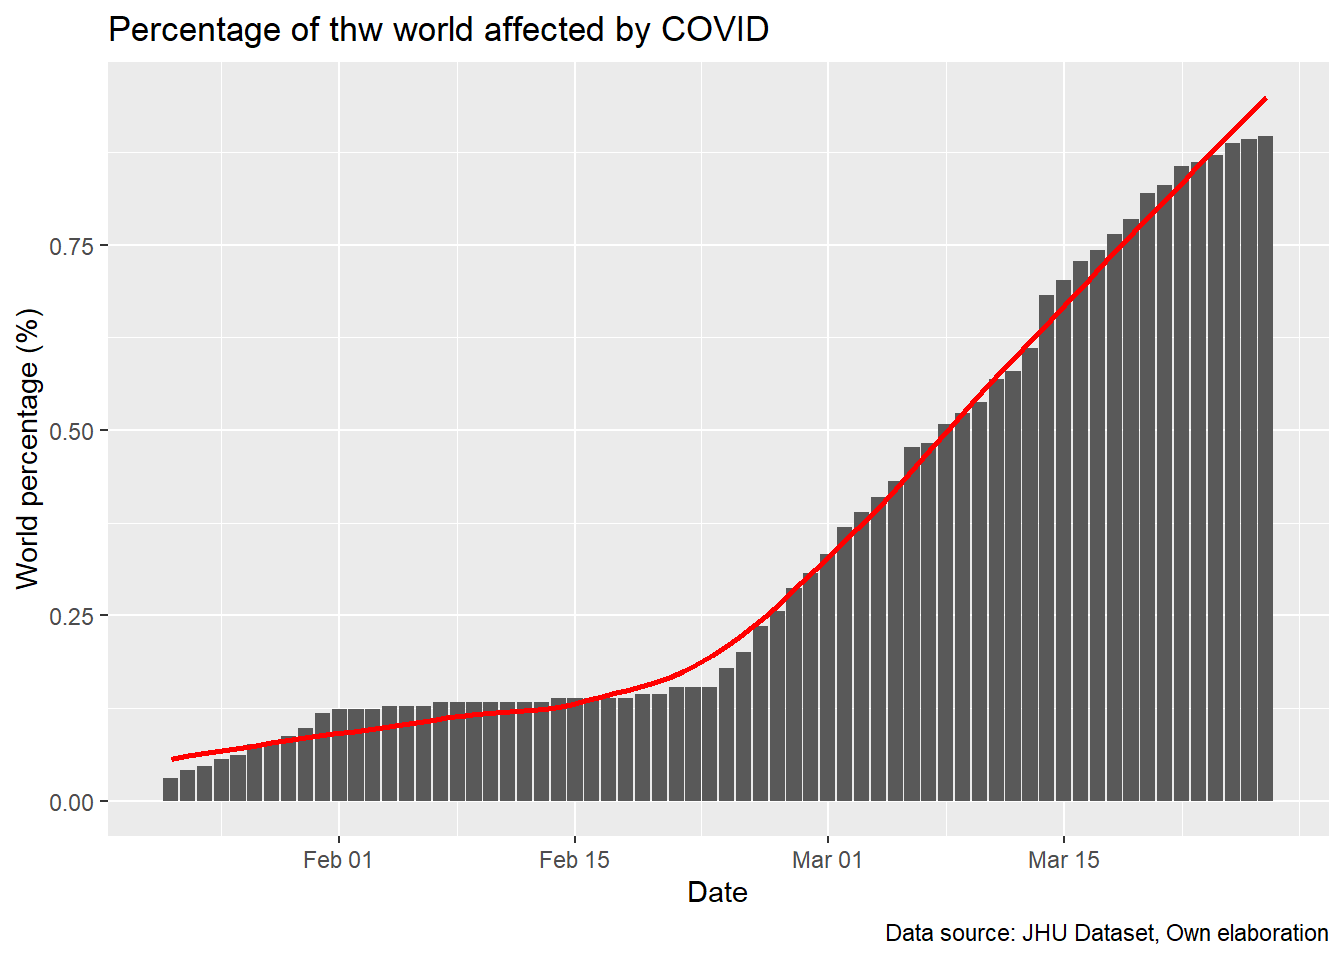 Percentage of thw world affected by COVID
World percentage (%)
0.75
0.50
0.25
0.00
Feb 01
Feb 15
Mar 01
Mar 15
Date
Data source: JHU Dataset, Own elaboration